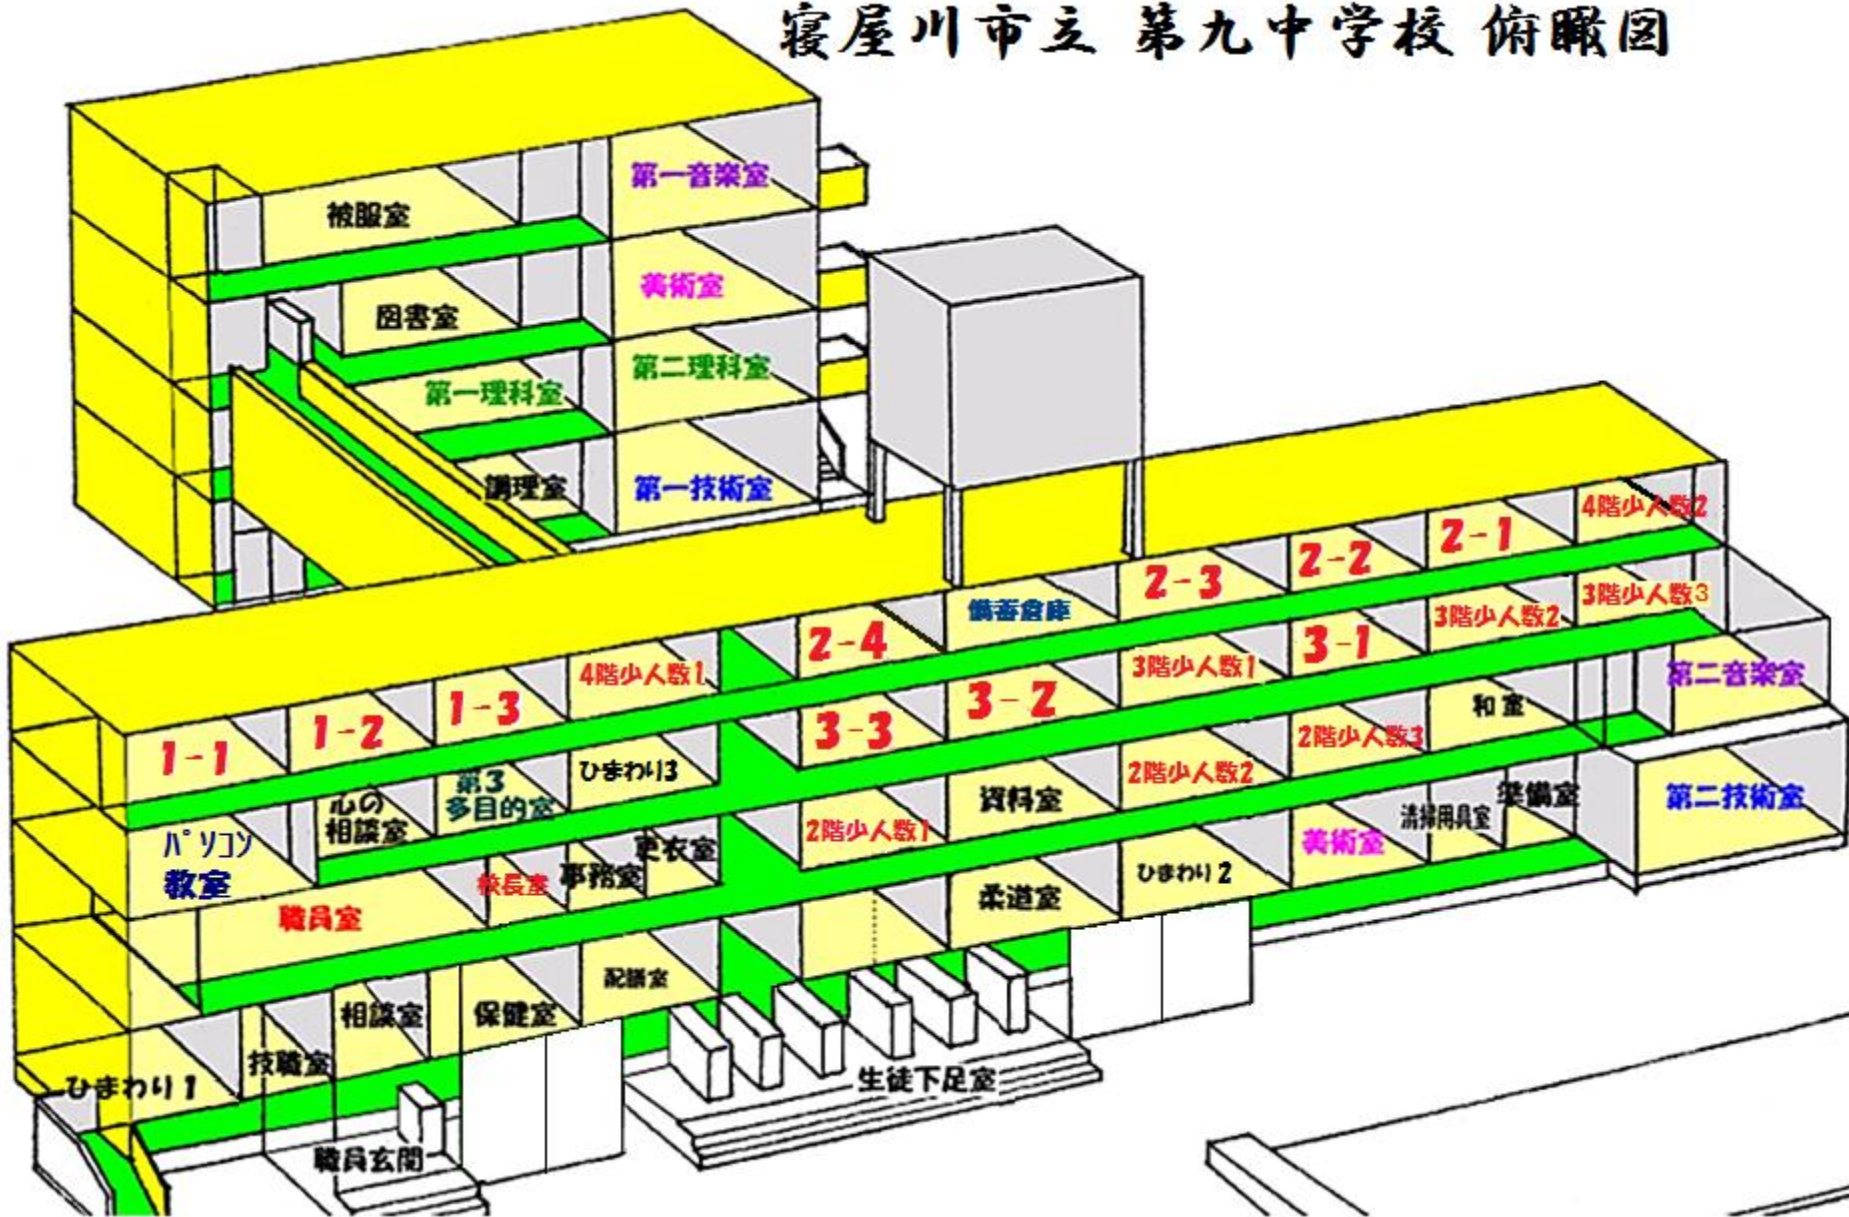 寝屋川市立 第九中学校 俯瞰図
第一音楽室
被服室
美術室
図書室
第二理科室
第一理科室
調理室
第一技術室
4階少人数2
2-1
2-2
2-3
備蓄倉庫
2-4
4階少人数1
1-3
1-2
1-1
3階少人数3
3階少人数2
3-1
3階少人数1
3-2
3-3
ひまわり3
第3
多目的室
心の
相談室
パソコン
教室
第二音楽室
和室
2階少人数3
2階少人数2
資料室
2階少人数1
更衣室
事務室
校長室
職員室
第二技術室
準備室
清掃用具室
美術室
ひまわり2
柔道室
配膳室
保健室
相談室
技職室
ひまわり1
生徒下足室
職員玄関